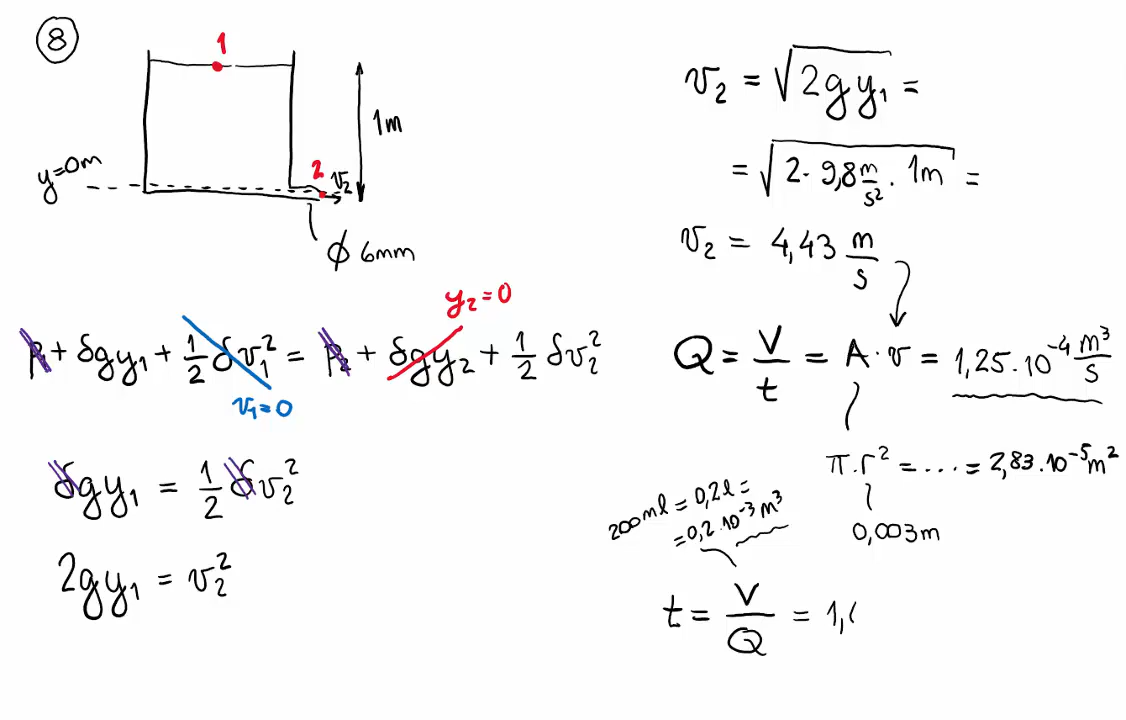 8
1
1m
y=0m
2 v₂
ϕ 6mm
y₂=0
p₁ + δgy₁ + 1/2 δv₁² = p₂ + δgy₂ + 1/2 δv₂²
v₁=0
δgy₁ = 1/2 δv₂²
2gy₁ = v₂²
v₂ = √2gy₁ =
= √2·9,8 m/s² · 1m =
v₂ = 4,43 m/s
Q = V/t = A·v = 1,25·10⁻⁴ m³/s
π·r² = .... = 2,83·10⁻⁵ m²
0,003m
200ml = 0,2l =
= 0,2·10⁻³m³
t = V/Q = 1,